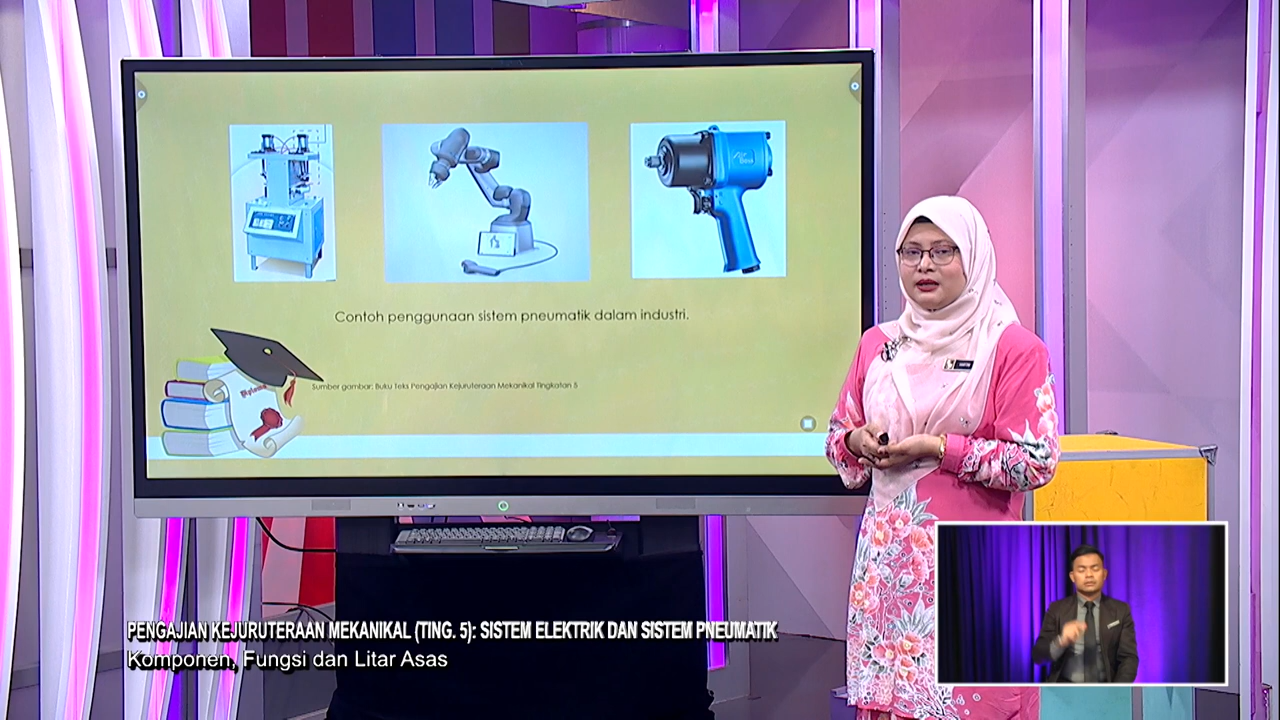 Contoh penggunaan sistem pneumatik dalam industri.
Sumber gambar: Buku Teks Pengajian Kejuruteraan Mekanikal Tingkatan 5
PENGAJIAN KEJURUTERAAN MEKANIKAL (TING. 5): SISTEM ELEKTRIK DAN SISTEM PNEUMATIK
Komponen, Fungsi dan Litar Asas